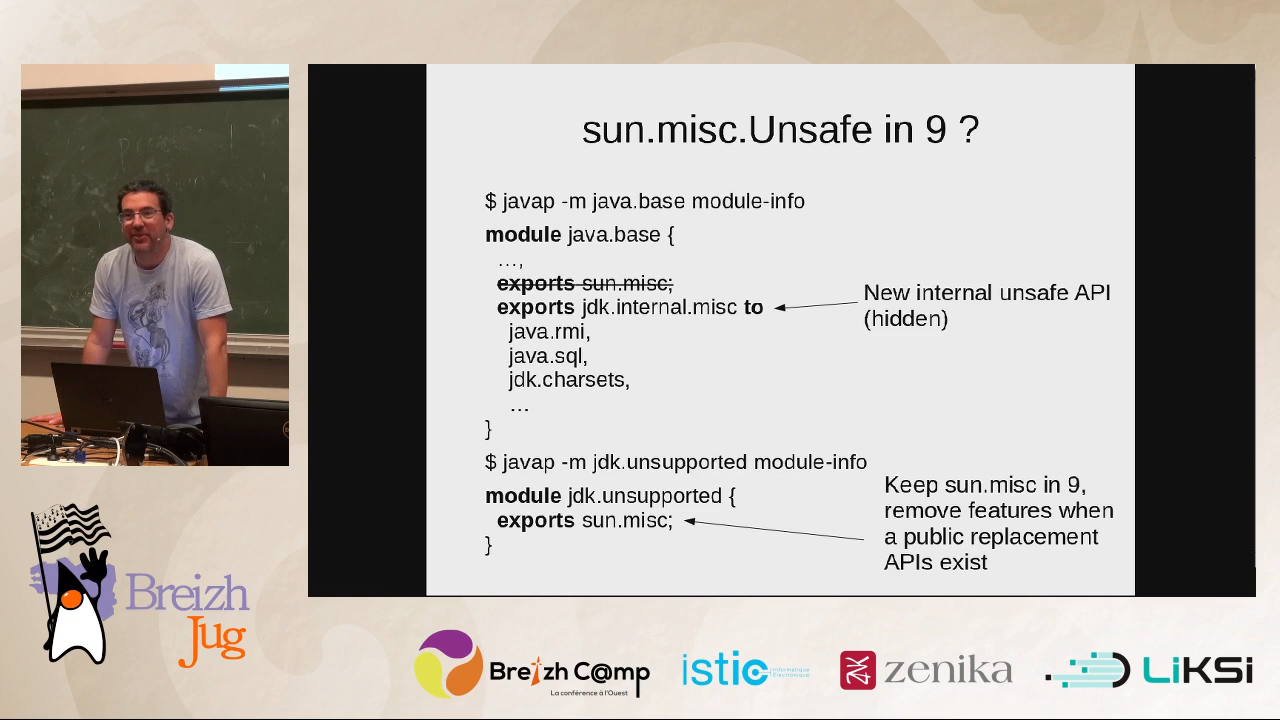 sun.misc.Unsafe in 9 ?
$ javap -m java.base module-info
module java.base {
…,
exports sun.misc;
exports jdk.internal.misc to
java.rmi,
java.sql,
jdk.charsets,
…
}
New internal unsafe API
(hidden)
$ javap -m jdk.unsupported module-info
module jdk.unsupported {
exports sun.misc;
}
Keep sun.misc in 9,
remove features when
a public replacement
APIs exist
Breizh
Jug
Breizh C@mp
La conférence à l'Ouest
istic
Informatique
Électronique
zenika
LiKSi